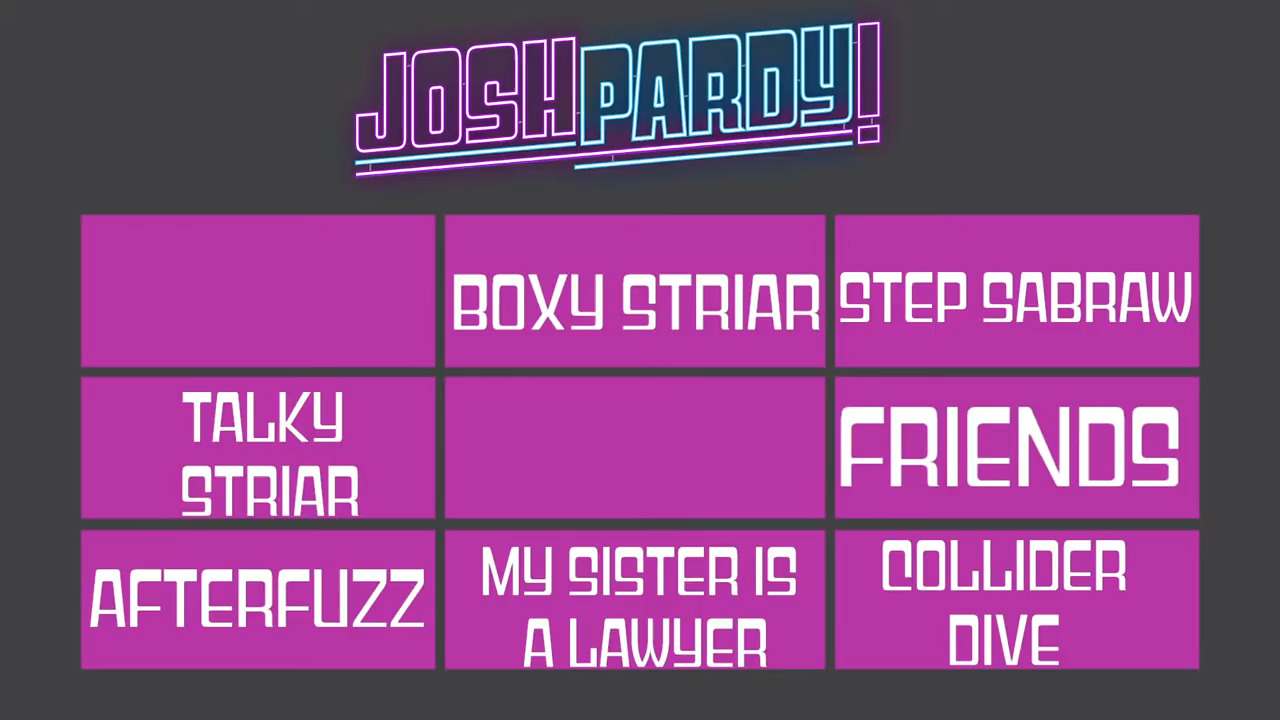 JOSHPARDY!
BOXY STRIAR
STEP SABRAW
TALKY
STRIAR
FRIENDS
AFTERFUZZ
MY SISTER IS
A LAWYER
COLLIDER
DIVE